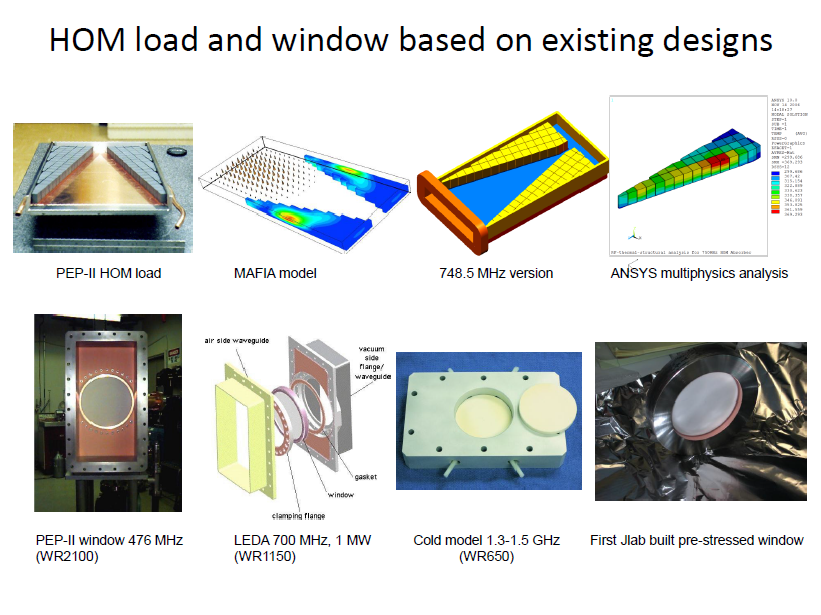 HOM load and window based on existing designs
PEP-II HOM load
MAFIA model
748.5 MHz version
ANSYS multiphysics analysis
air side waveguide
vacuum
side
flange/
waveguide
gasket
window
clamping flange
PEP-II window 476 MHz
(WR2100)
LEDA 700 MHz, 1 MW
(WR1150)
Cold model 1.3-1.5 GHz
(WR650)
First Jlab built pre-stressed window